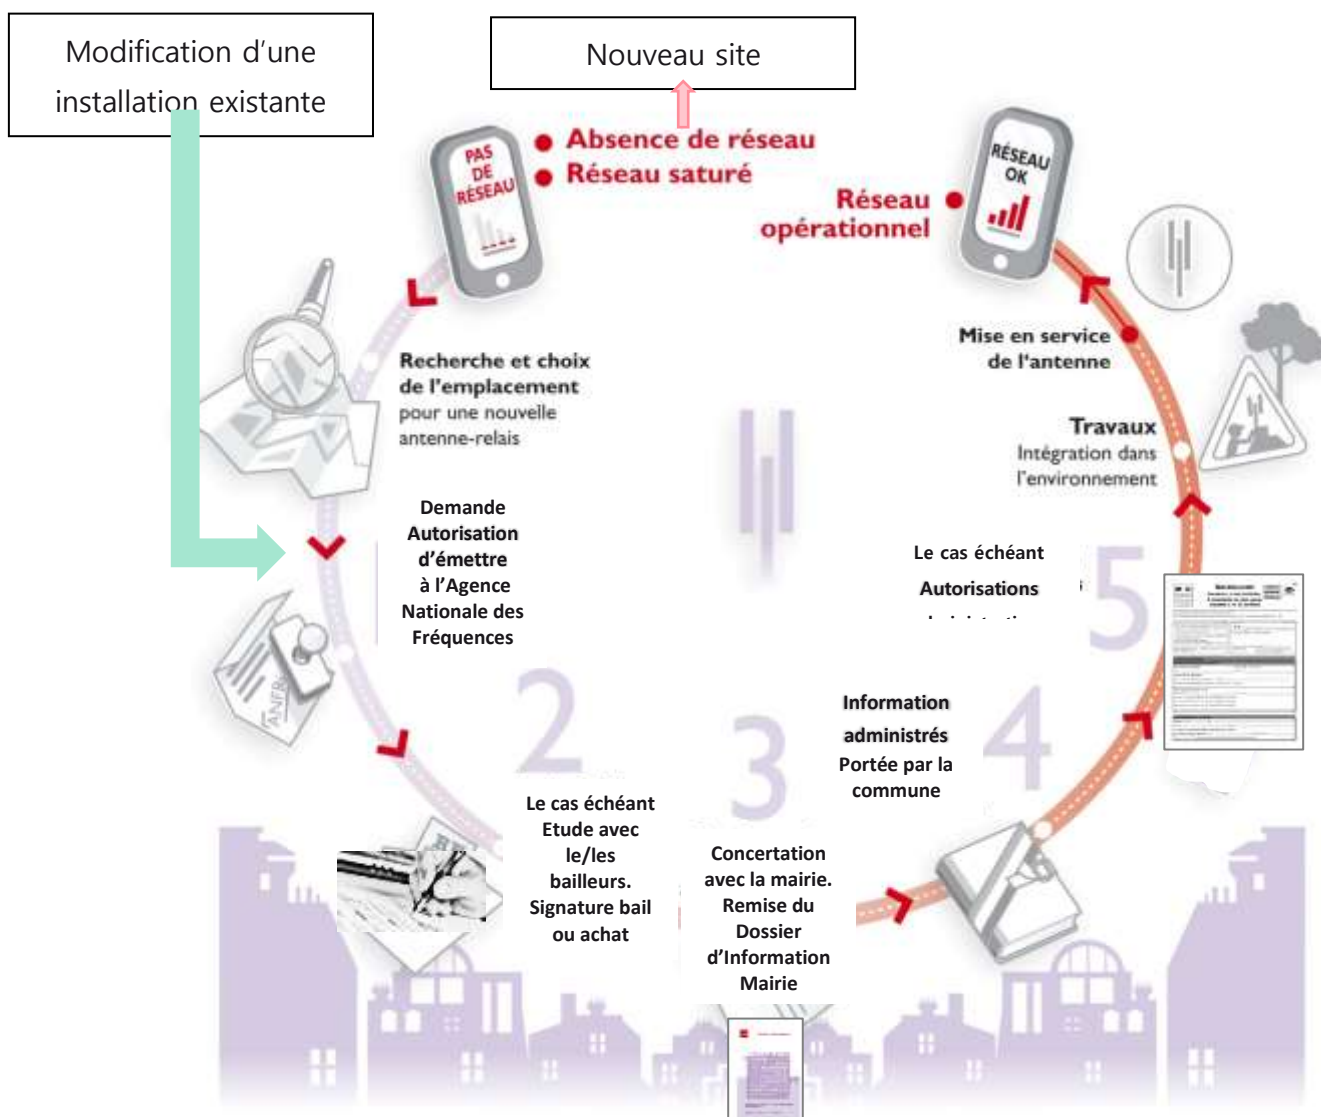 Modification d'une
installation existante
Nouveau site
PAS
DE
RÉSEAU
Absence de réseau
Réseau saturé
RÉSEAU
OK
Réseau
opérationnel
Recherche et choix
de l'emplacement
pour une nouvelle
antenne-relais
Demande
Autorisation
d'émettre
à l'Agence
Nationale des
Fréquences
ANFR
2
Le cas échéant
Etude avec
le/les
bailleurs.
Signature bail
ou achat
3
Concertation
avec la mairie.
Remise du
Dossier
d'Information
Mairie
4
Information
administrés
Portée par la
commune
5
Le cas échéant
Autorisations
Travaux
Intégration dans
l'environnement
Mise en service
de l'antenne